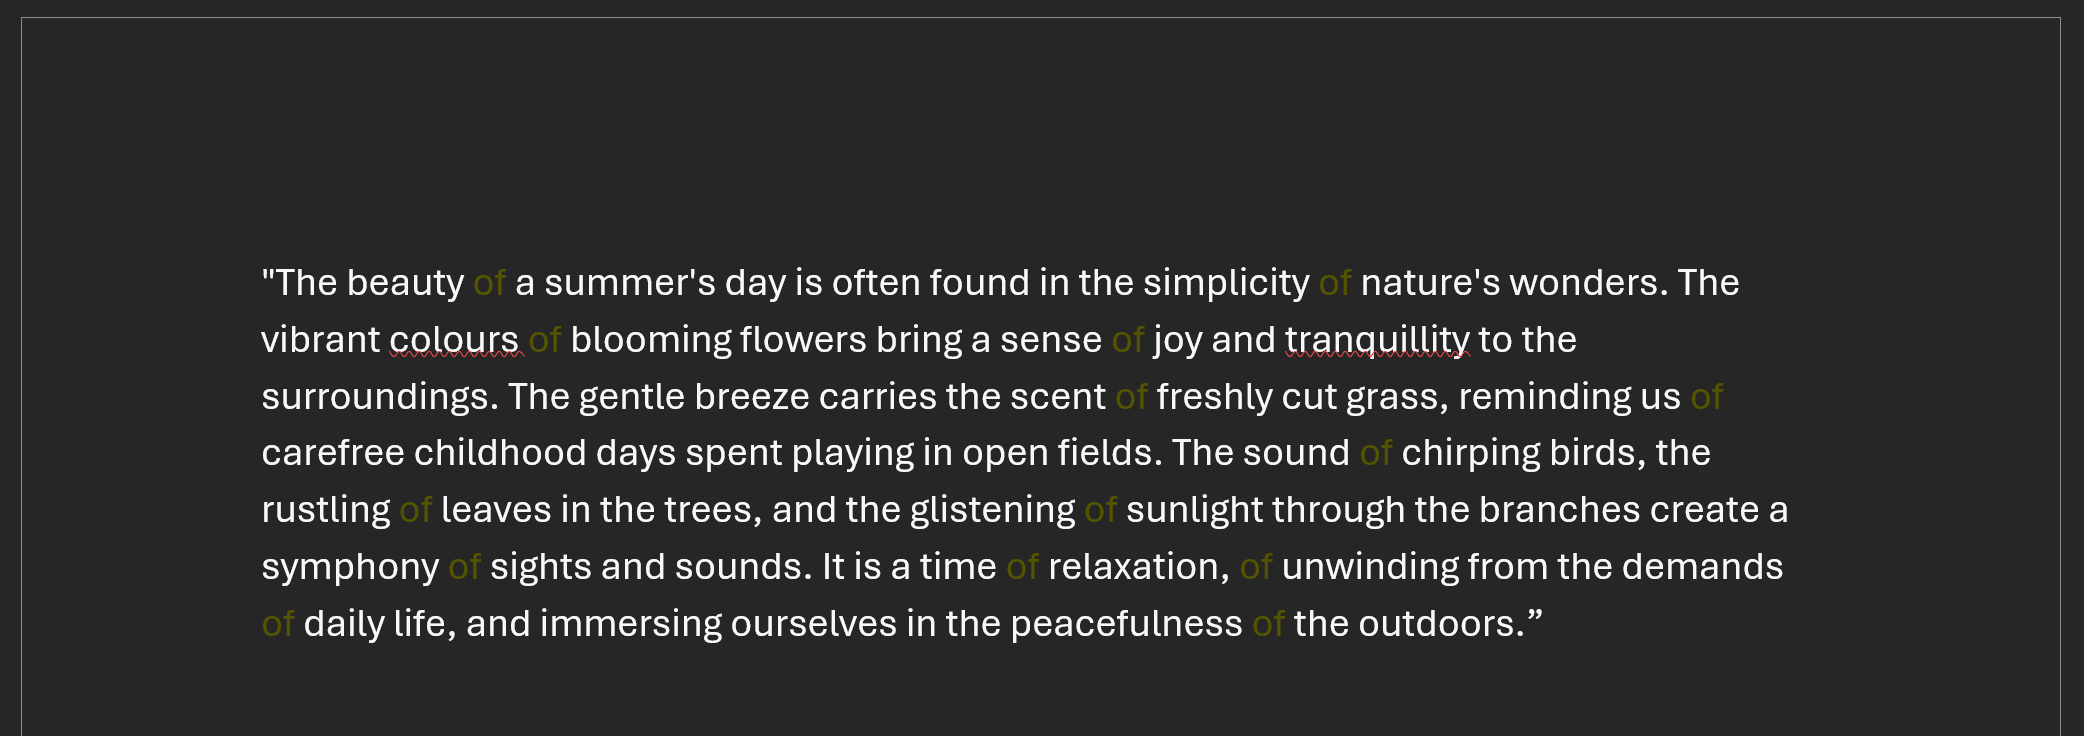 "The beauty of a summer's day is often found in the simplicity of nature's wonders. The
vibrant colours of blooming flowers bring a sense of joy and tranquillity to the
surroundings. The gentle breeze carries the scent of freshly cut grass, reminding us of
carefree childhood days spent playing in open fields. The sound of chirping birds, the
rustling of leaves in the trees, and the glistening of sunlight through the branches create a
symphony of sights and sounds. It is a time of relaxation, of unwinding from the demands
of daily life, and immersing ourselves in the peacefulness of the outdoors.”